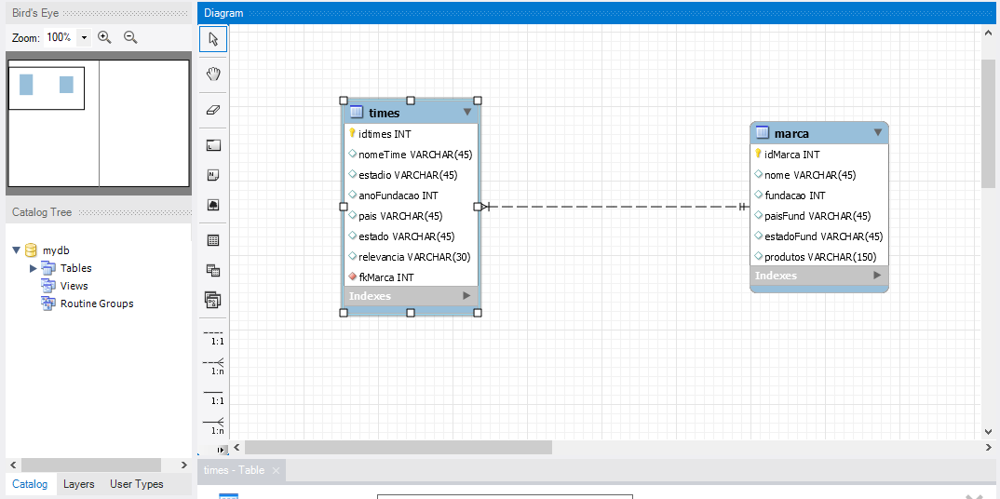 Bird's Eye
Zoom: 100%
Catalog Tree
mydb
Tables
Views
Routine Groups
Catalog Layers User Types
Diagram
1:1
1:n
1:1
1:n
times
idtimes INT
nomeTime VARCHAR(45)
estadio VARCHAR(45)
anoFundacao INT
pais VARCHAR(45)
estado VARCHAR(45)
relevancia VARCHAR(30)
fkMarca INT
Indexes
marca
idMarca INT
nome VARCHAR(45)
fundacao INT
paisFund VARCHAR(45)
estadoFund VARCHAR(45)
produtos VARCHAR(150)
Indexes
times - Table